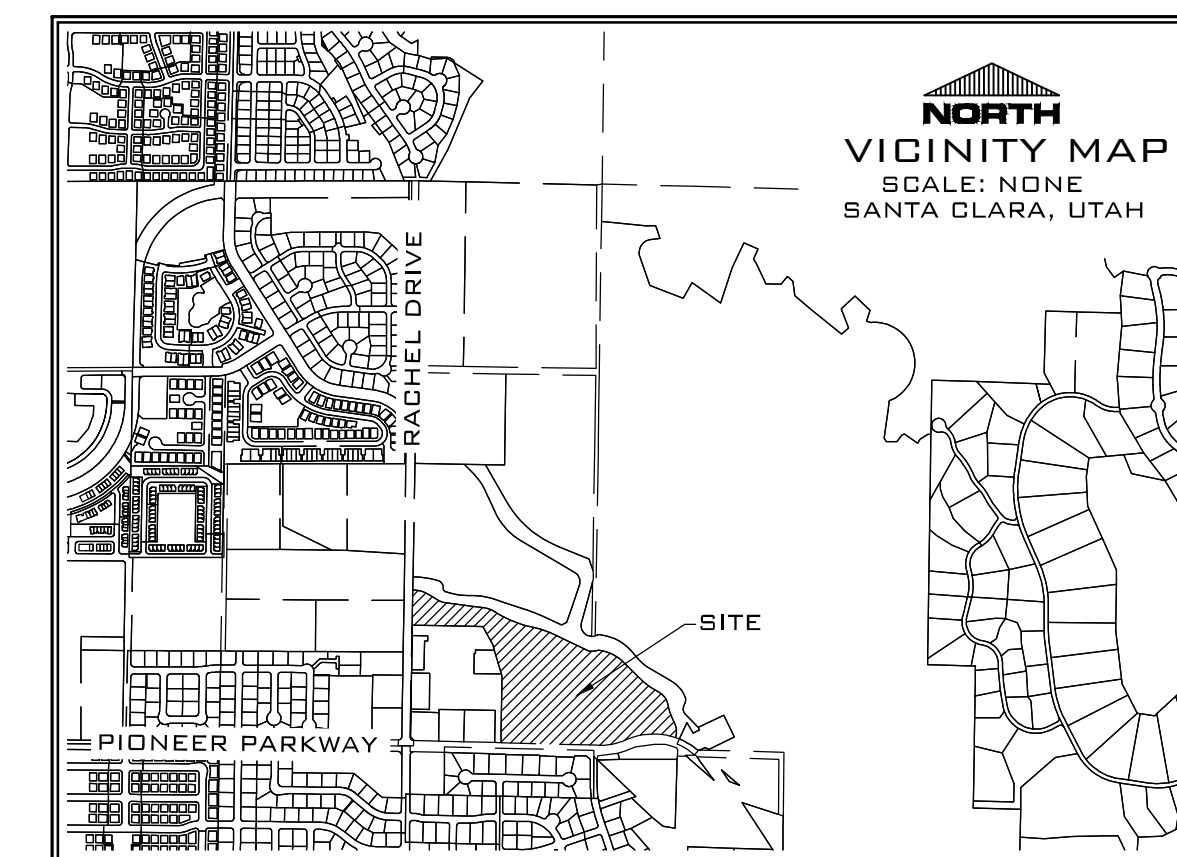 NORTH
VICINITY MAP
SCALE: NONE
SANTA CLARA, UTAH
RACHEL DRIVE
SITE
PIONEER PARKWAY